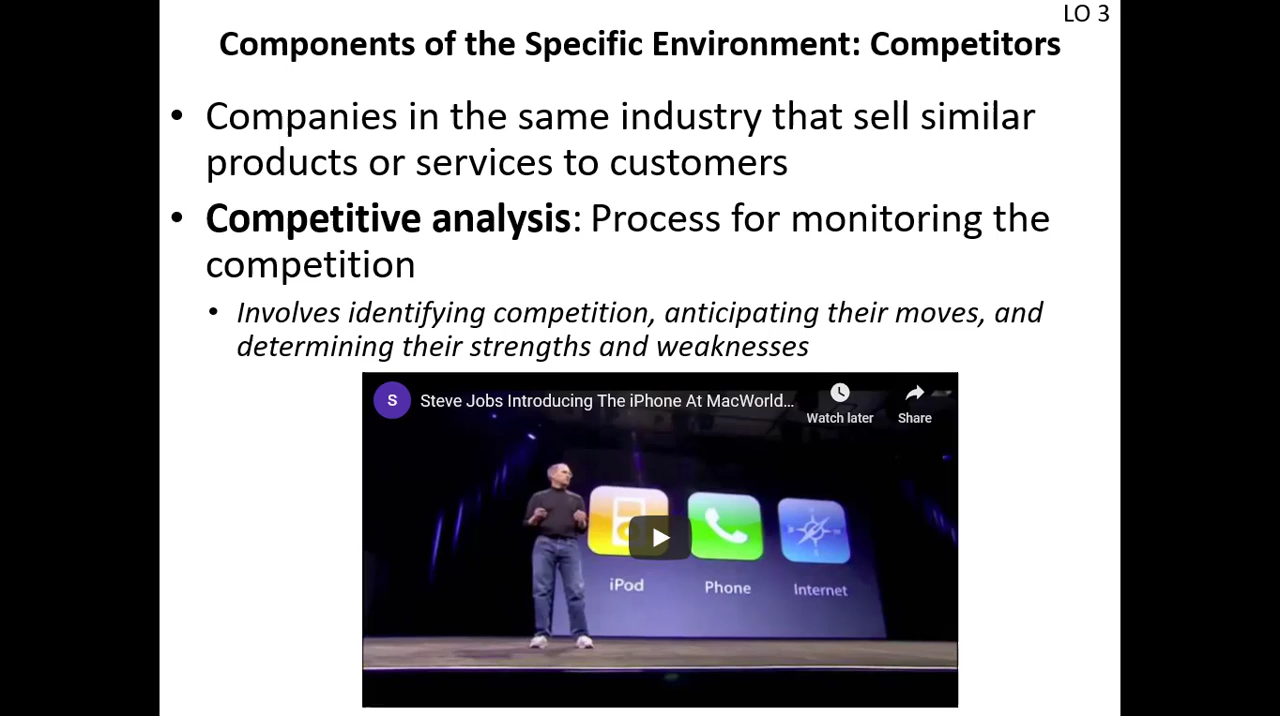 LO 3
Components of the Specific Environment: Competitors
• Companies in the same industry that sell similar
products or services to customers
• Competitive analysis: Process for monitoring the
competition
• Involves identifying competition, anticipating their moves, and
determining their strengths and weaknesses
S Steve Jobs Introducing The iPhone At MacWorld… Watch later Share
iPod Phone Internet